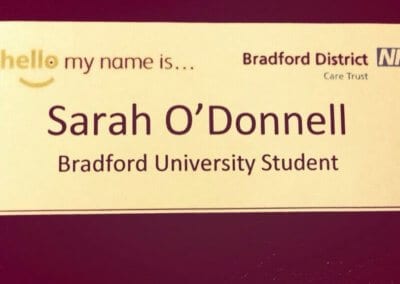 hello my name is...
Bradford District
Care Trust
Sarah O’Donnell
Bradford University Student